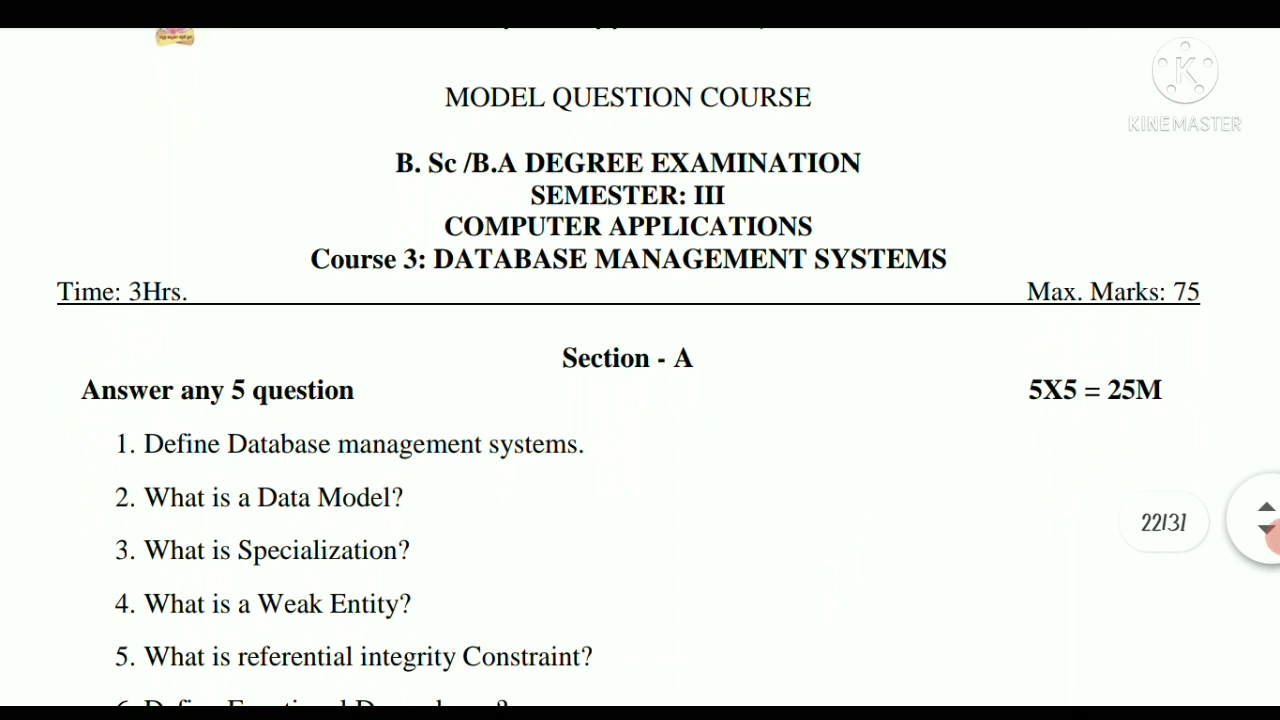 KINEMASTER
MODEL QUESTION COURSE
B. Sc /B.A DEGREE EXAMINATION
SEMESTER: III
COMPUTER APPLICATIONS
Course 3: DATABASE MANAGEMENT SYSTEMS
Time: 3Hrs. Max. Marks: 75
Section - A
Answer any 5 question 5X5 = 25M
1. Define Database management systems.
2. What is a Data Model?
3. What is Specialization?
4. What is a Weak Entity?
22/31
5. What is referential integrity Constraint?